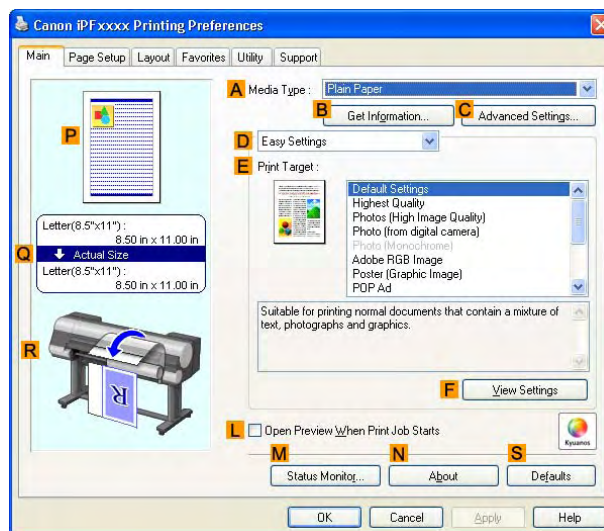 Canon iPFxxxx Printing Preferences
Main Page Setup Layout Favorites Utility Support
A Media Type : Plain Paper
B Get Information... C Advanced Settings...
D Easy Settings
E Print Target :
Default Settings
Highest Quality
Photos (High Image Quality)
Photo (from digital camera)
Photo (Monochrome)
Adobe RGB Image
Poster (Graphic Image)
POP Ad
P
Letter(8.5"x11") :
8.50 in x 11.00 in
Q Actual Size
Letter(8.5"x11") :
8.50 in x 11.00 in
R
R
Suitable for printing normal documents that contain a mixture of
text, photographs and graphics.
F View Settings
L Open Preview When Print Job Starts
Kyuanos
M N S
Status Monitor... About Defaults
OK Cancel Apply Help